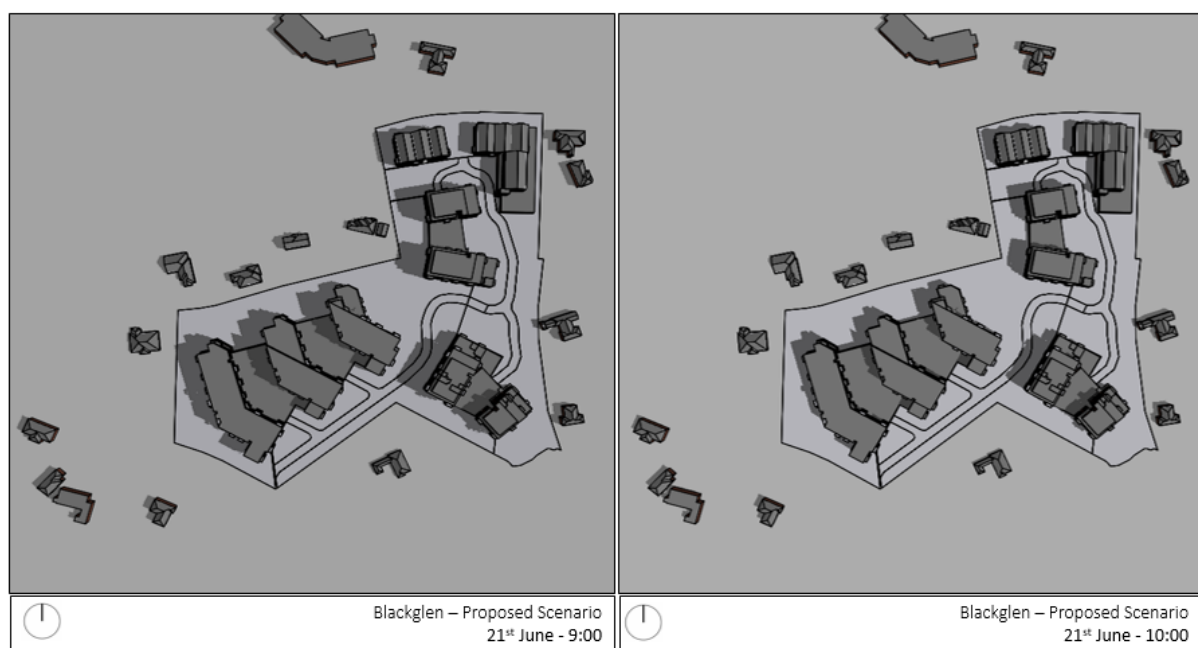 Blackglen – Proposed Scenario
21st June - 9:00
Blackglen – Proposed Scenario
21st June - 10:00